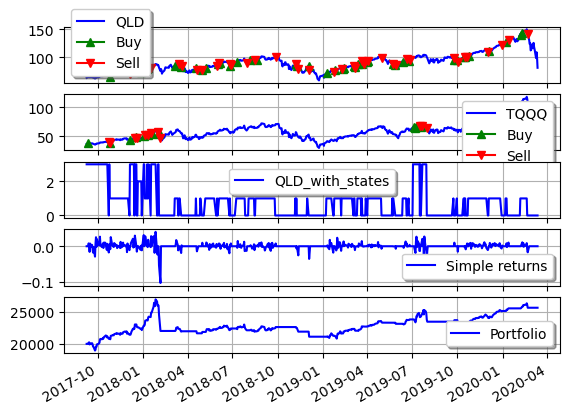 150
100
QLD
Buy
Sell
100
50
TQQQ
Buy
Sell
2
0
QLD_with_states
0.0
−0.1
Simple returns
25000
20000
Portfolio
2017-10
2018-01
2018-04
2018-07
2018-10
2019-01
2019-04
2019-07
2019-10
2020-01
2020-04